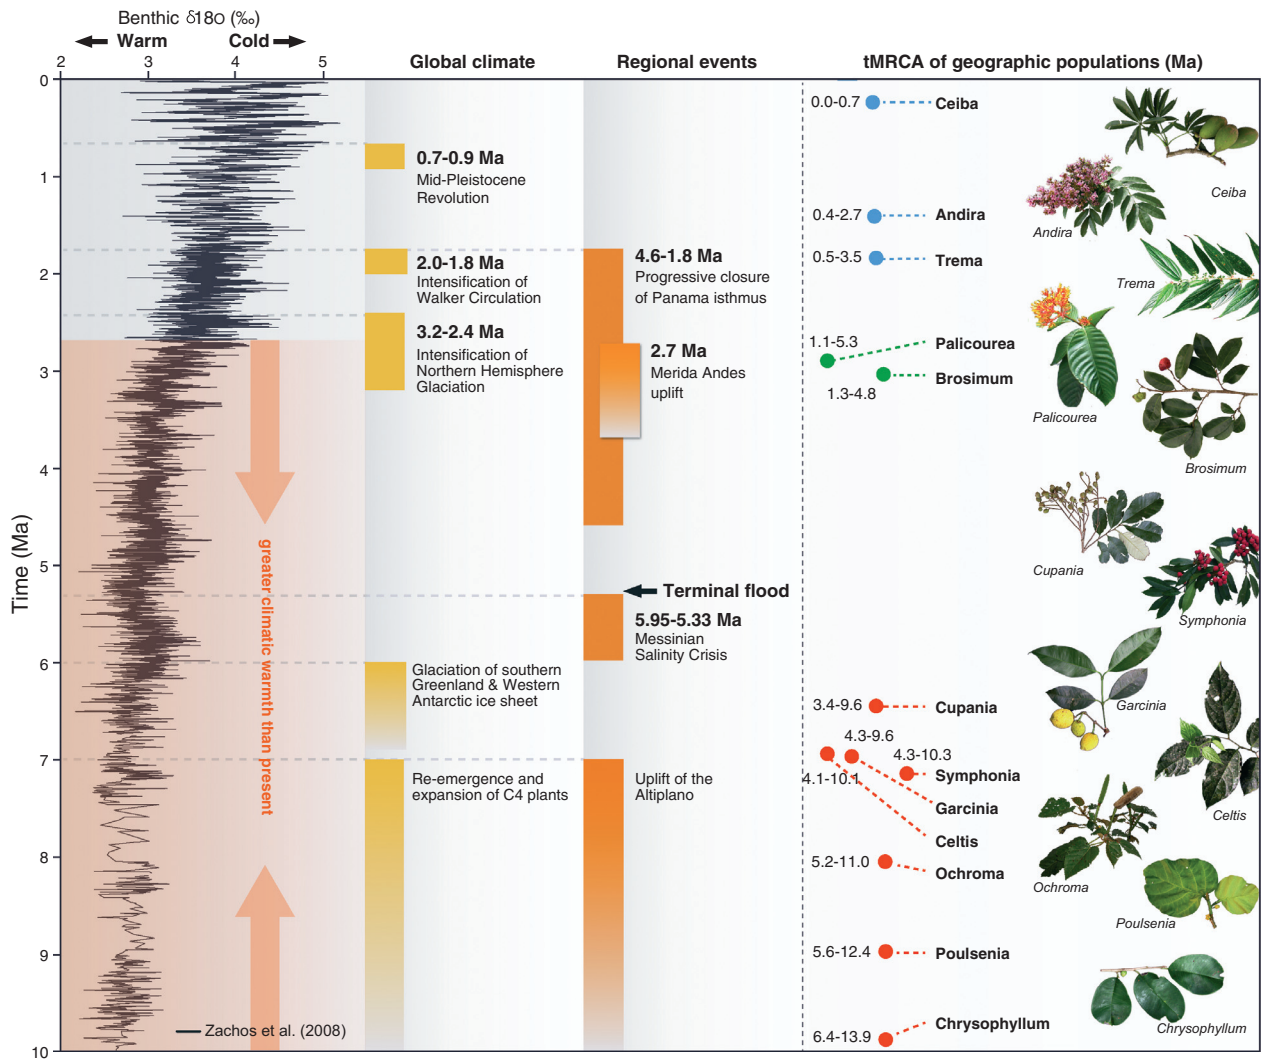 Benthic δ18O (‰)
Warm Cold
2 3 4 5
Global climate
Regional events
tMRCA of geographic populations (Ma)
Time (Ma)
0
1
2
3
4
5
6
7
8
9
10
greater climatic warmth than present
Zachos et al. (2008)
0.7-0.9 Ma
Mid-Pleistocene
Revolution
2.0-1.8 Ma
Intensification of
Walker Circulation
3.2-2.4 Ma
Intensification of
Northern Hemisphere
Glaciation
Glaciation of southern
Greenland & Western
Antarctic ice sheet
Re-emergence and
expansion of C4 plants
4.6-1.8 Ma
Progressive closure
of Panama isthmus
2.7 Ma
Merida Andes
uplift
Terminal flood
5.95-5.33 Ma
Messinian
Salinity Crisis
Uplift of the
Altiplano
0.0-0.7 Ceiba
0.4-2.7 Andira
0.5-3.5 Trema
1.1-5.3 Palicourea
1.3-4.8 Brosimum
3.4-9.6 Cupania
4.3-9.6
4.3-10.3
4.1-10.1
Symphonia
Garcinia
Celtis
5.2-11.0 Ochroma
5.6-12.4 Poulsenia
6.4-13.9 Chrysophyllum
Ceiba
Andira
Trema
Palicourea
Brosimum
Cupania
Symphonia
Garcinia
Celtis
Ochroma
Poulsenia
Chrysophyllum